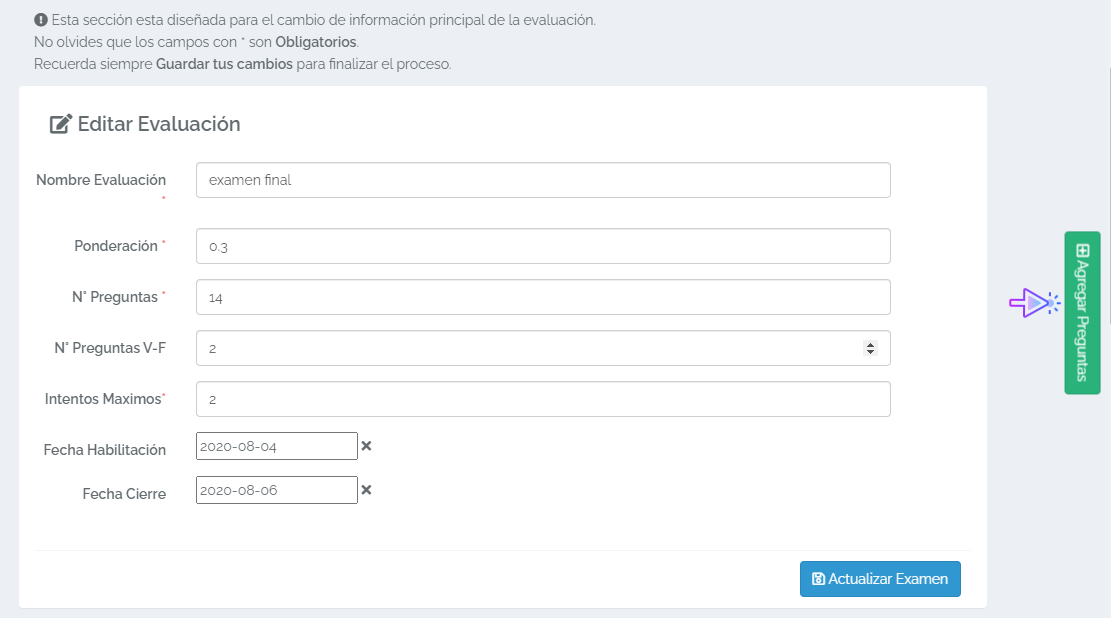 Esta sección esta diseñada para el cambio de información principal de la evaluación.
No olvides que los campos con * son Obligatorios.
Recuerda siempre Guardar tus cambios para finalizar el proceso.
Editar Evaluación
Nombre Evaluación *
examen final
Ponderación *
0.3
N° Preguntas *
14
N° Preguntas V-F
2
Intentos Maximos*
2
Fecha Habilitación
2020-08-04
Fecha Cierre
2020-08-06
Actualizar Examen
Agregar Preguntas